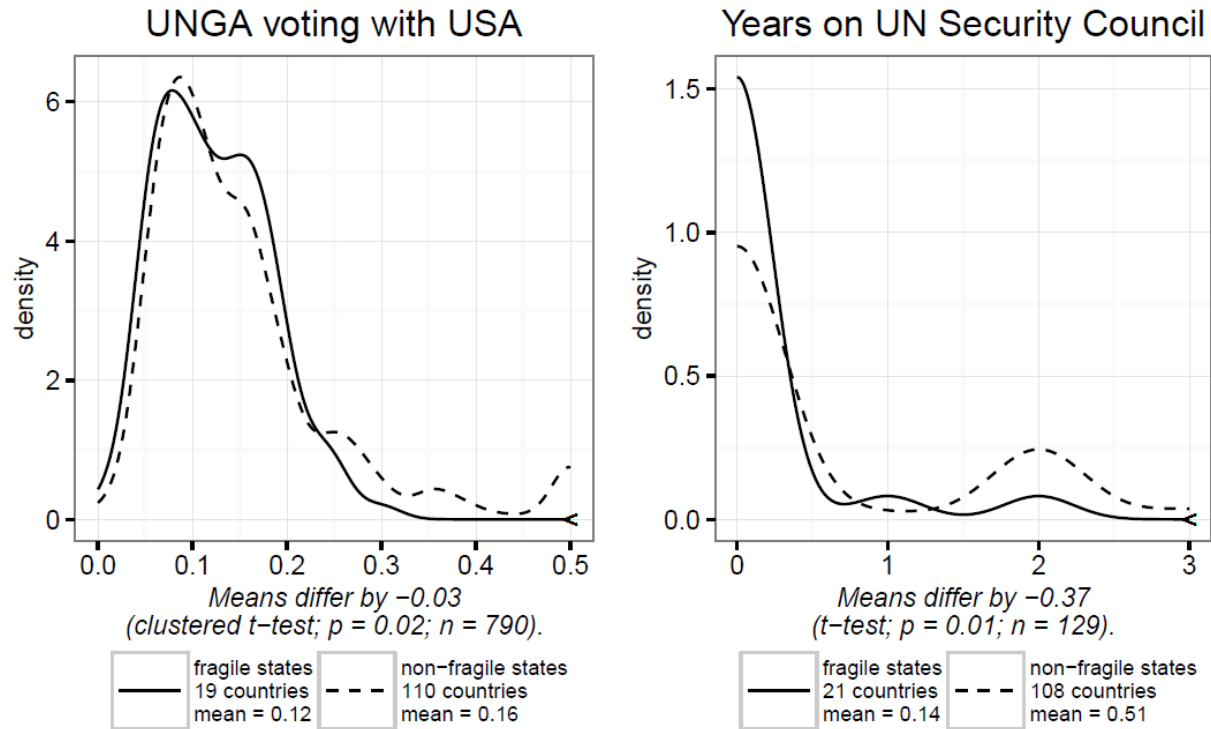 UNGA voting with USA
density
6
4
2
0
0.0 0.1 0.2 0.3 0.4 0.5
Means differ by −0.03
(clustered t−test; p = 0.02; n = 790).
fragile states
19 countries
mean = 0.12
non−fragile states
110 countries
mean = 0.16
Years on UN Security Council
density
1.5
1.0
0.5
0.0
0 1 2 3
Means differ by −0.37
(t−test; p = 0.01; n = 129).
fragile states
21 countries
mean = 0.14
non−fragile states
108 countries
mean = 0.51